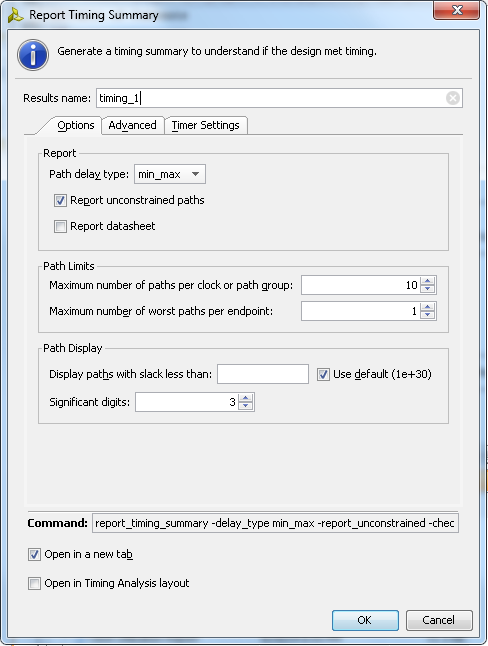 Report Timing Summary
Generate a timing summary to understand if the design met timing.
Results name: timing_1
Options Advanced Timer Settings
Report
Path delay type: min_max
Report unconstrained paths
Report datasheet
Path Limits
Maximum number of paths per clock or path group: 10
Maximum number of worst paths per endpoint: 1
Path Display
Display paths with slack less than: Use default (1e+30)
Significant digits: 3
Command: report_timing_summary -delay_type min_max -report_unconstrained -chec
Open in a new tab
Open in Timing Analysis layout
OK Cancel